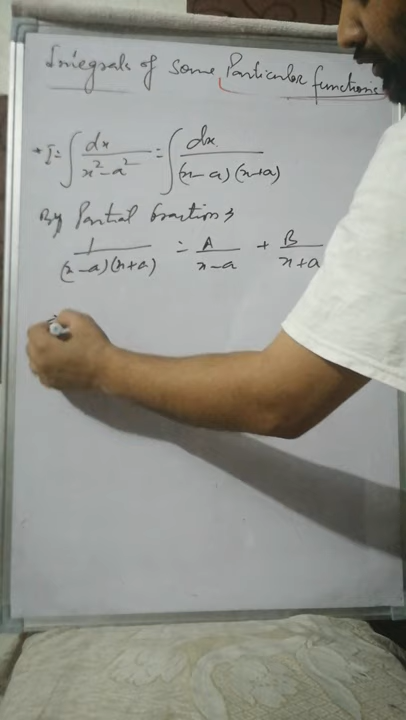 Integrals of some Particular functions
* I = ∫ dx / x² - a² = ∫ dx / (x-a)(x+a)
By Partial fractions
1 / (x-a)(x+a) = A / x-a + B / x+a